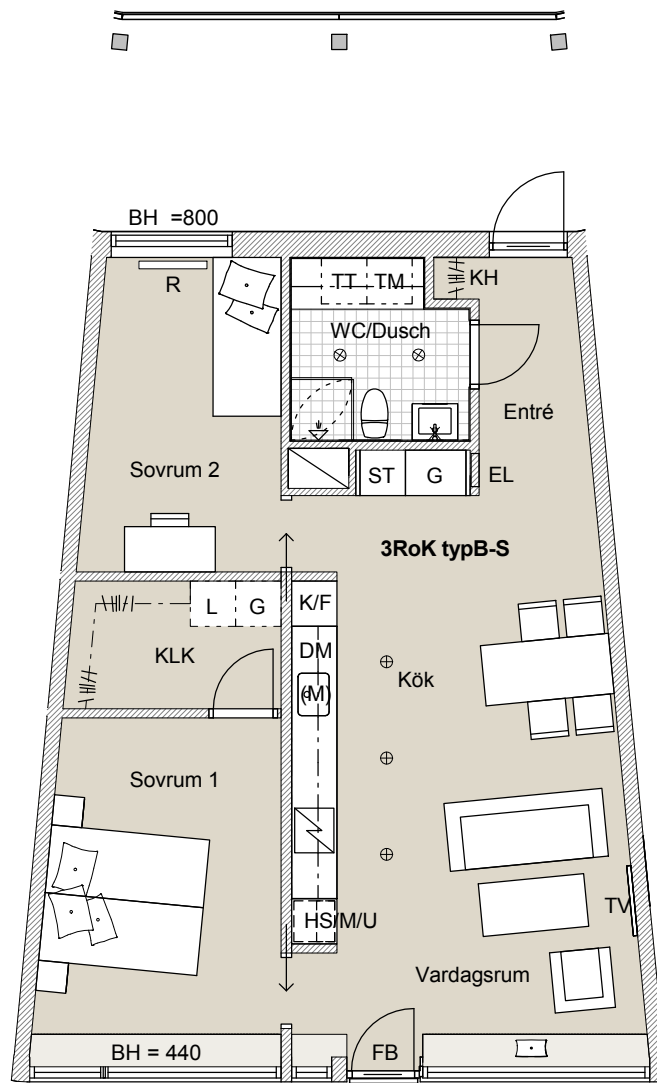 BH =800
R
TT TM
KH
WC/Dusch
Entré
Sovrum 2
ST G
EL
3RoK typB-S
L G
K/F
KLK
DM
Kök
(M)
Sovrum 1
HS/M/U
TV
Vardagsrum
BH = 440
FB